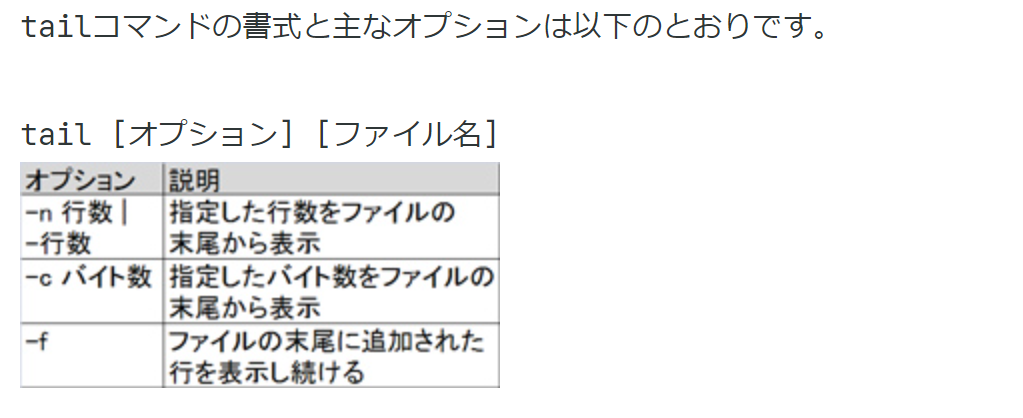 tailコマンドの書式と主なオプションは以下のとおりです。
tail [オプション] [ファイル名]
オプション 説明
-n 行数 | 指定した行数をファイルの
-行数 末尾から表示
-c バイト数 指定したバイト数をファイルの
末尾から表示
-f ファイルの末尾に追加された
行を表示し続ける